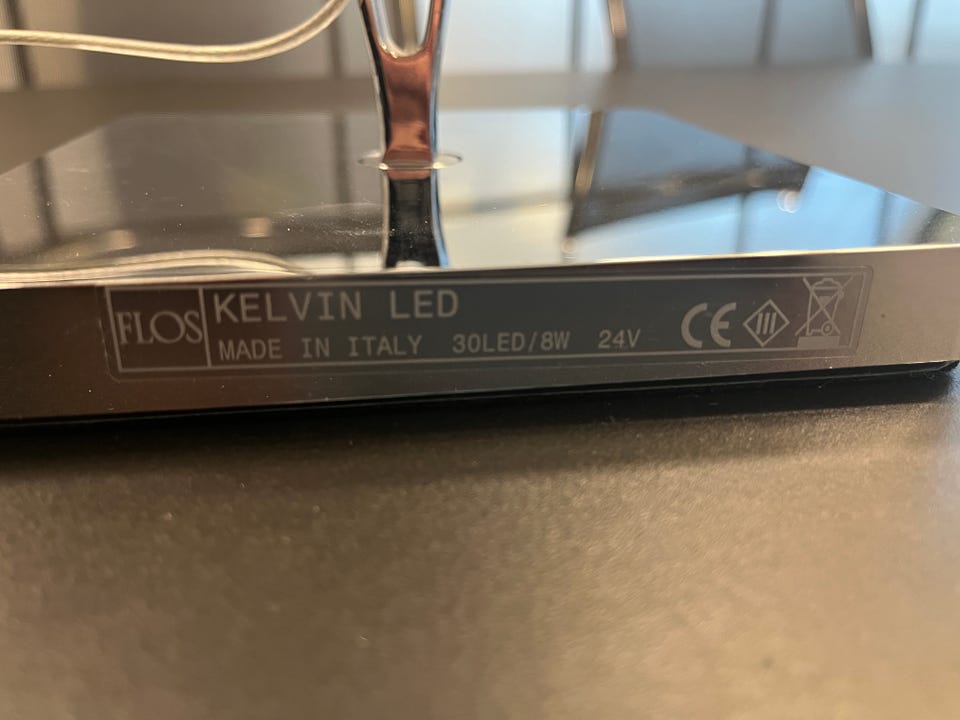 FLOS
KELVIN LED
MADE IN ITALY 30LED/8W 24V CE